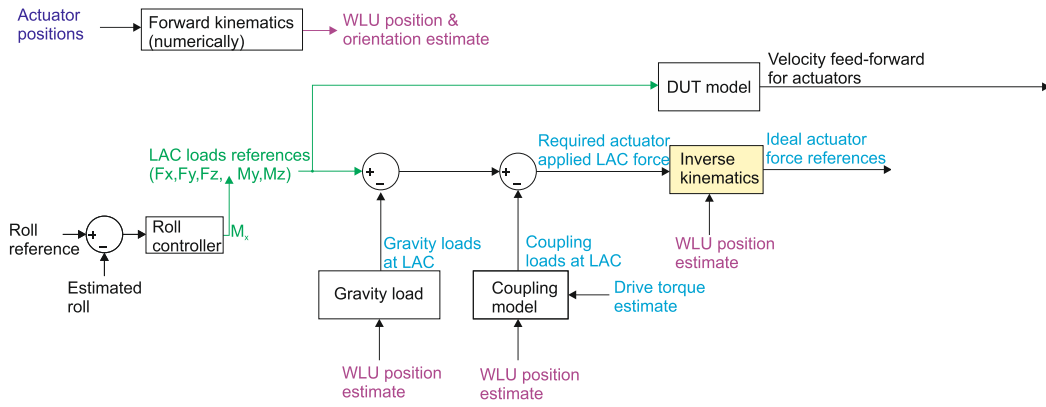 Actuator
positions
Forward kinematics
(numerically)
WLU position &
orientation estimate
DUT model
Velocity feed-forward
for actuators
LAC loads references
(Fx,Fy,Fz, My,Mz)
+
−
+
−
Required actuator
applied LAC force
Inverse
kinematics
Ideal actuator
force references
Roll
reference
+
−
Roll
controller
Mx
Estimated
roll
Gravity loads
at LAC
Gravity load
WLU position
estimate
Coupling
loads at LAC
Coupling
model
Drive torque
estimate
WLU position
estimate
WLU position
estimate